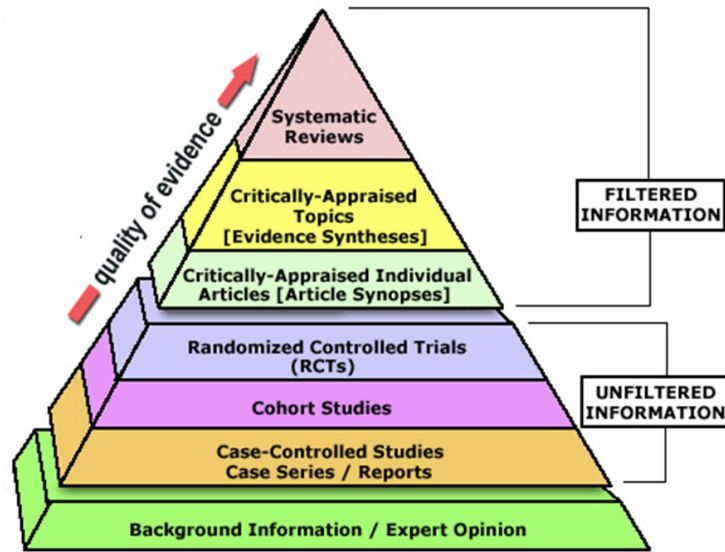 quality of evidence
Systematic
Reviews
Critically-Appraised
Topics
[Evidence Syntheses]
Critically-Appraised Individual
Articles [Article Synopses]
FILTERED
INFORMATION
Randomized Controlled Trials
(RCTs)
Cohort Studies
Case-Controlled Studies
Case Series / Reports
UNFILTERED
INFORMATION
Background Information / Expert Opinion